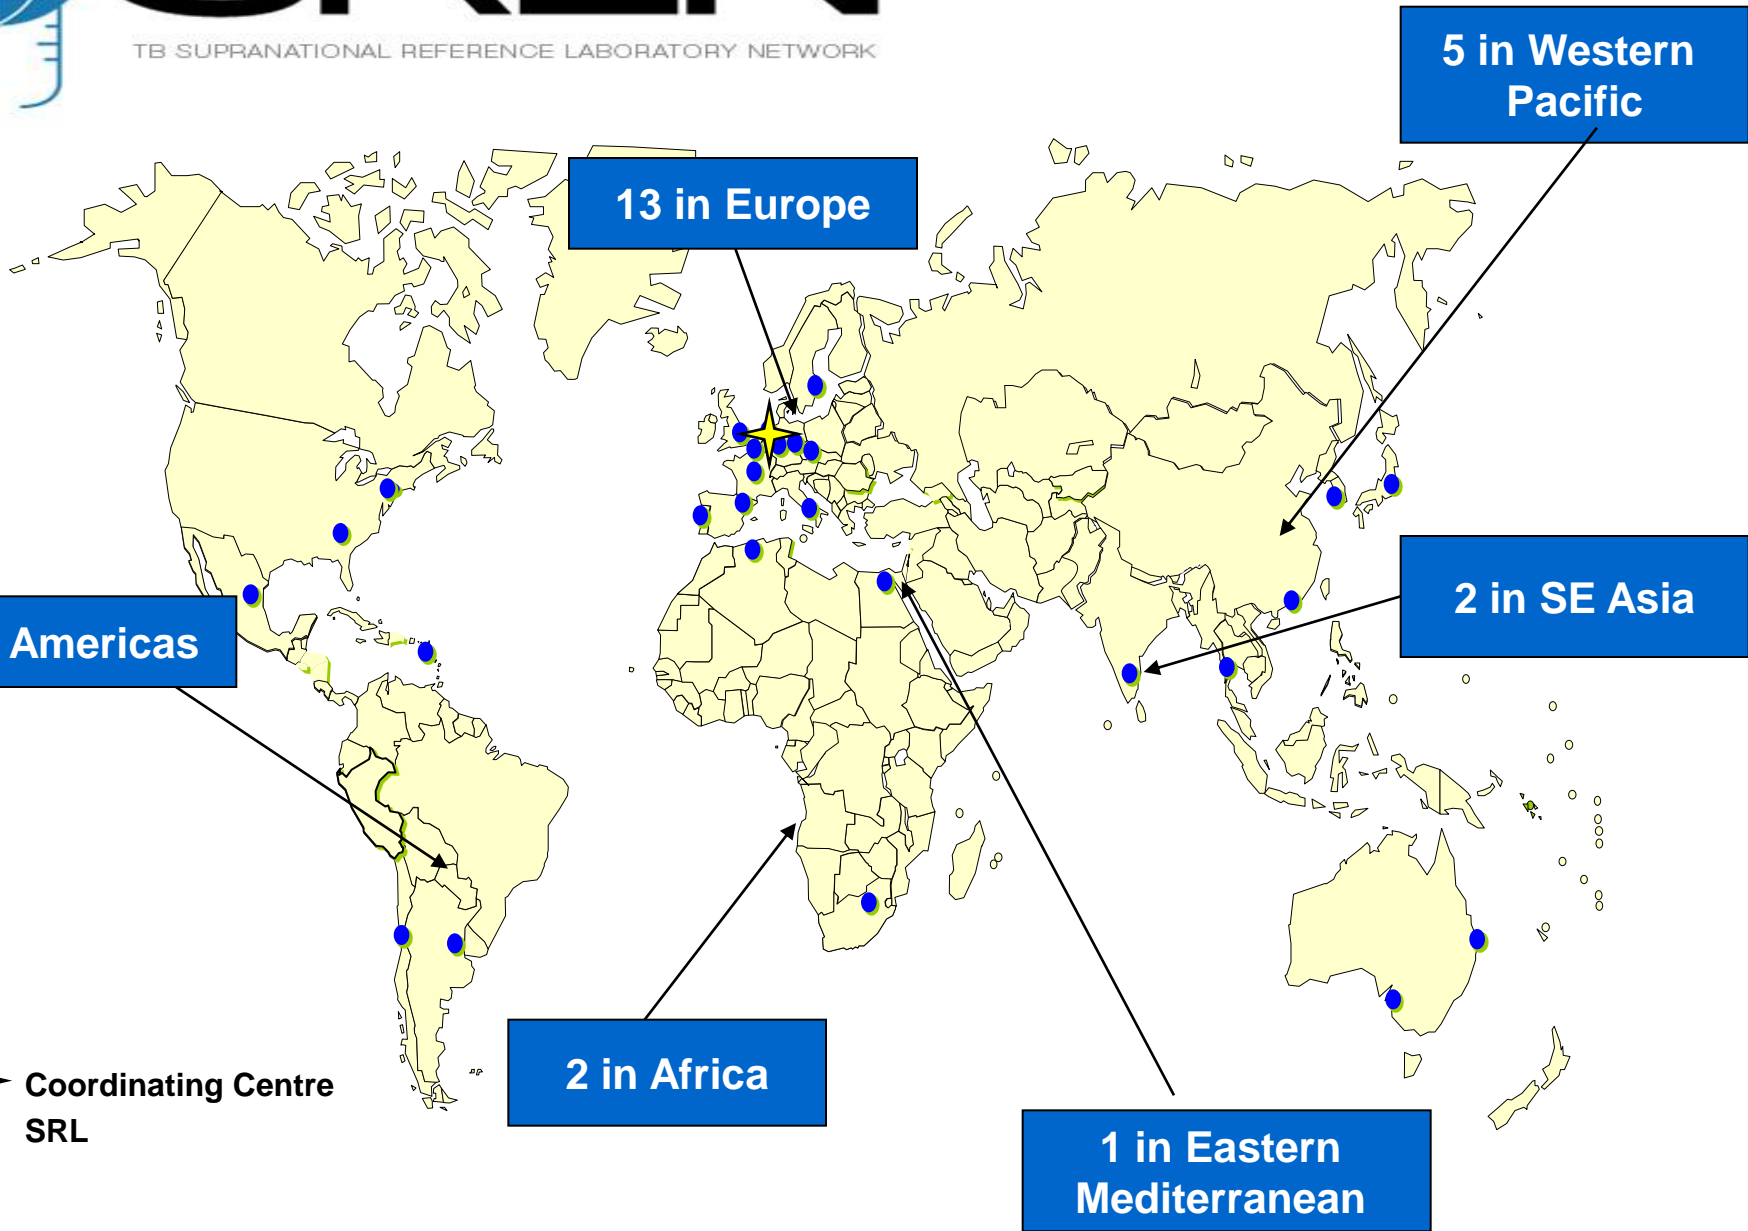 TB SUPRANATIONAL REFERENCE LABORATORY NETWORK
5 in Western
Pacific
13 in Europe
2 in SE Asia
Americas
2 in Africa
1 in Eastern
Mediterranean
Coordinating Centre
SRL